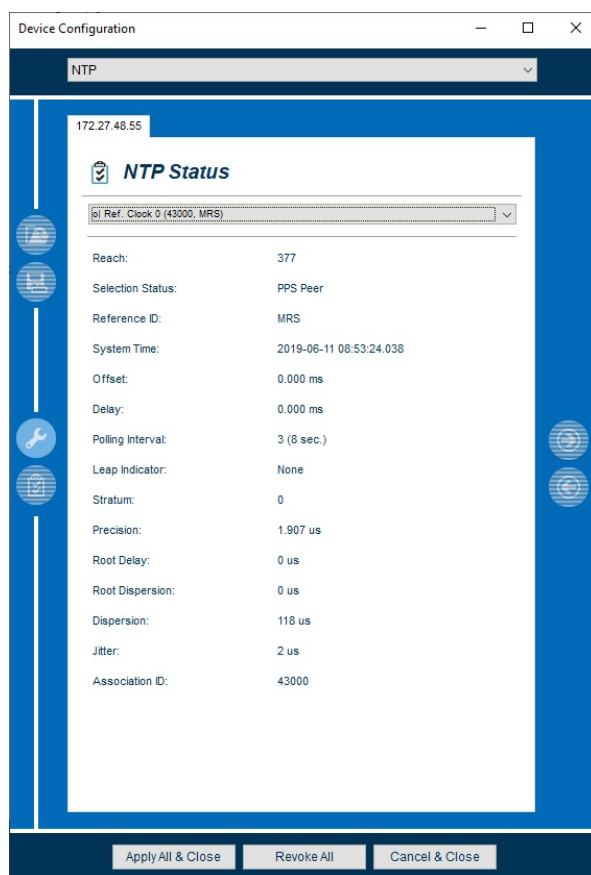 Device Configuration
NTP
172.27.48.55
NTP Status
o| Ref. Clock 0 (43000, MRS)
Reach: 377
Selection Status: PPS Peer
Reference ID: MRS
System Time: 2019-06-11 08:53:24.038
Offset: 0.000 ms
Delay: 0.000 ms
Polling Interval: 3 (8 sec.)
Leap Indicator: None
Stratum: 0
Precision: 1.907 us
Root Delay: 0 us
Root Dispersion: 0 us
Dispersion: 118 us
Jitter: 2 us
Association ID: 43000
Apply All & Close Revoke All Cancel & Close